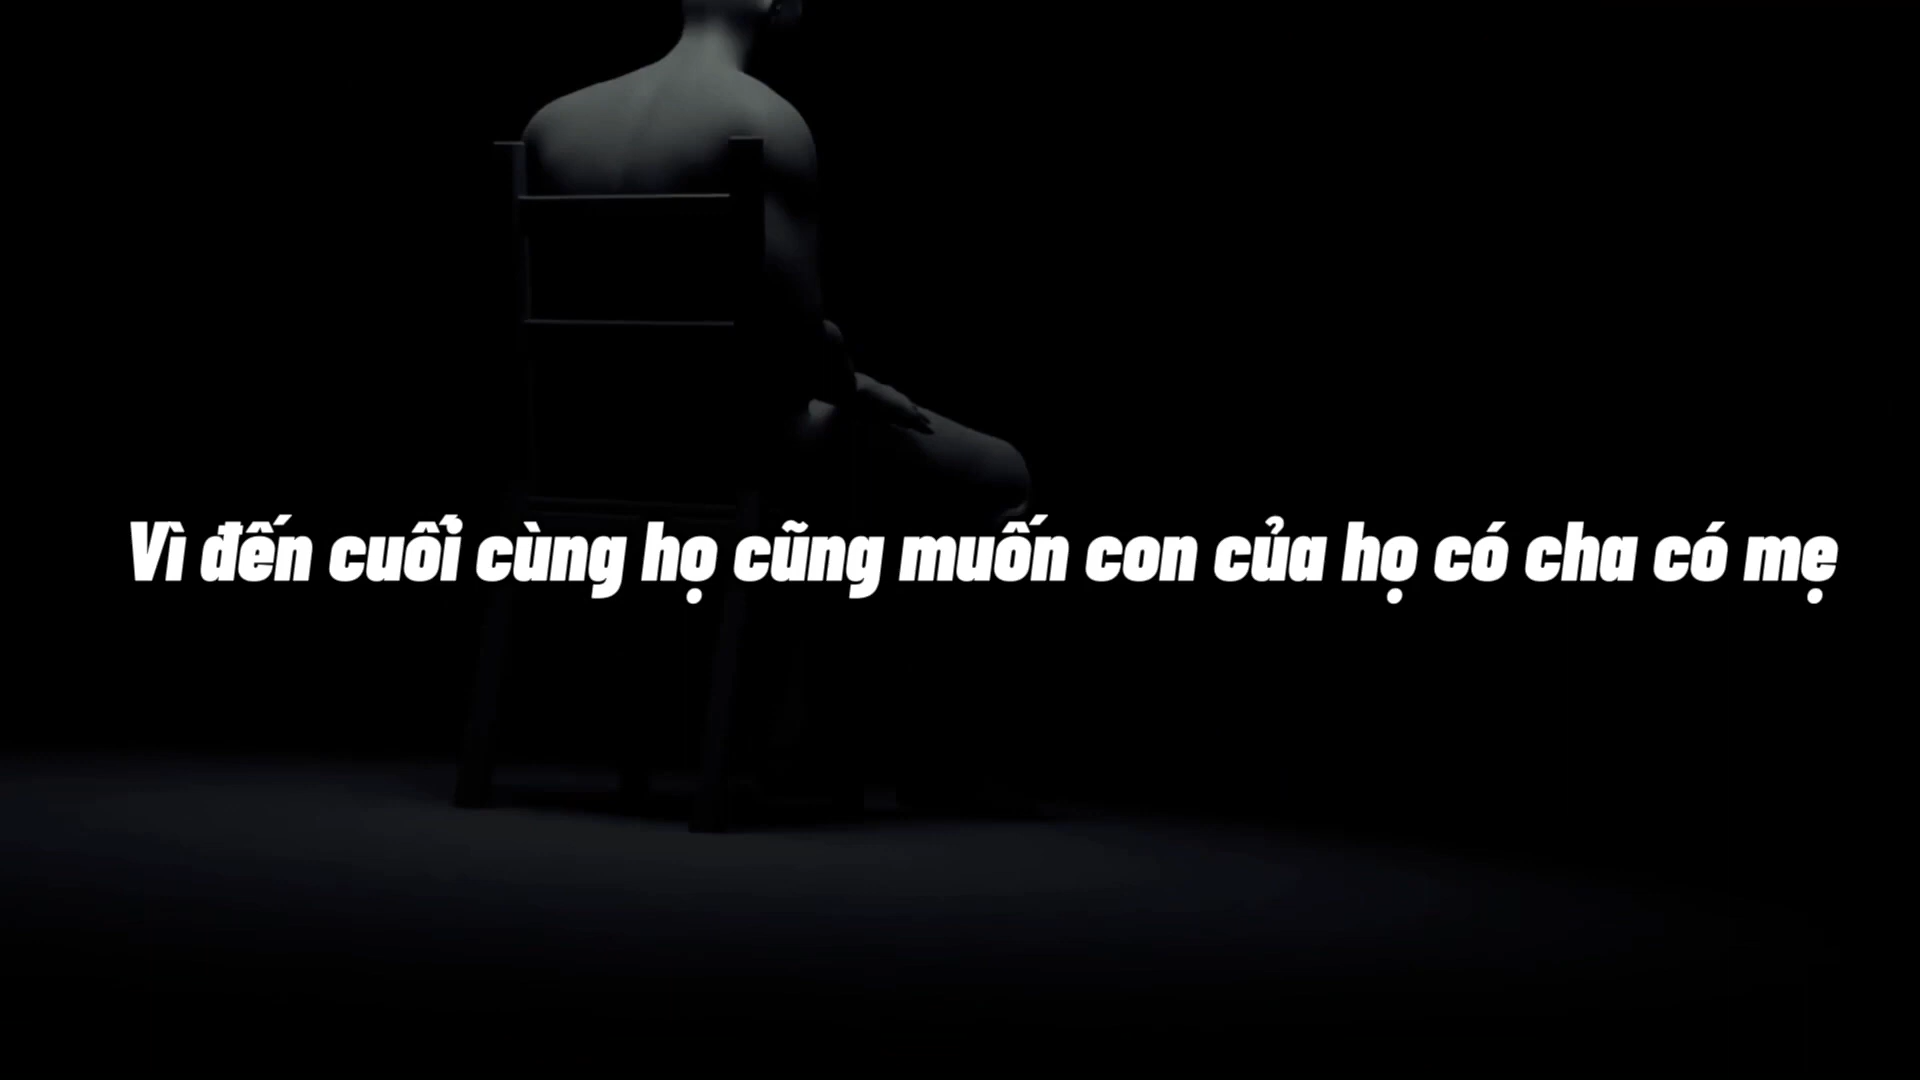 Vì đến cuối cùng họ cũng muốn con của họ có cha có mẹ